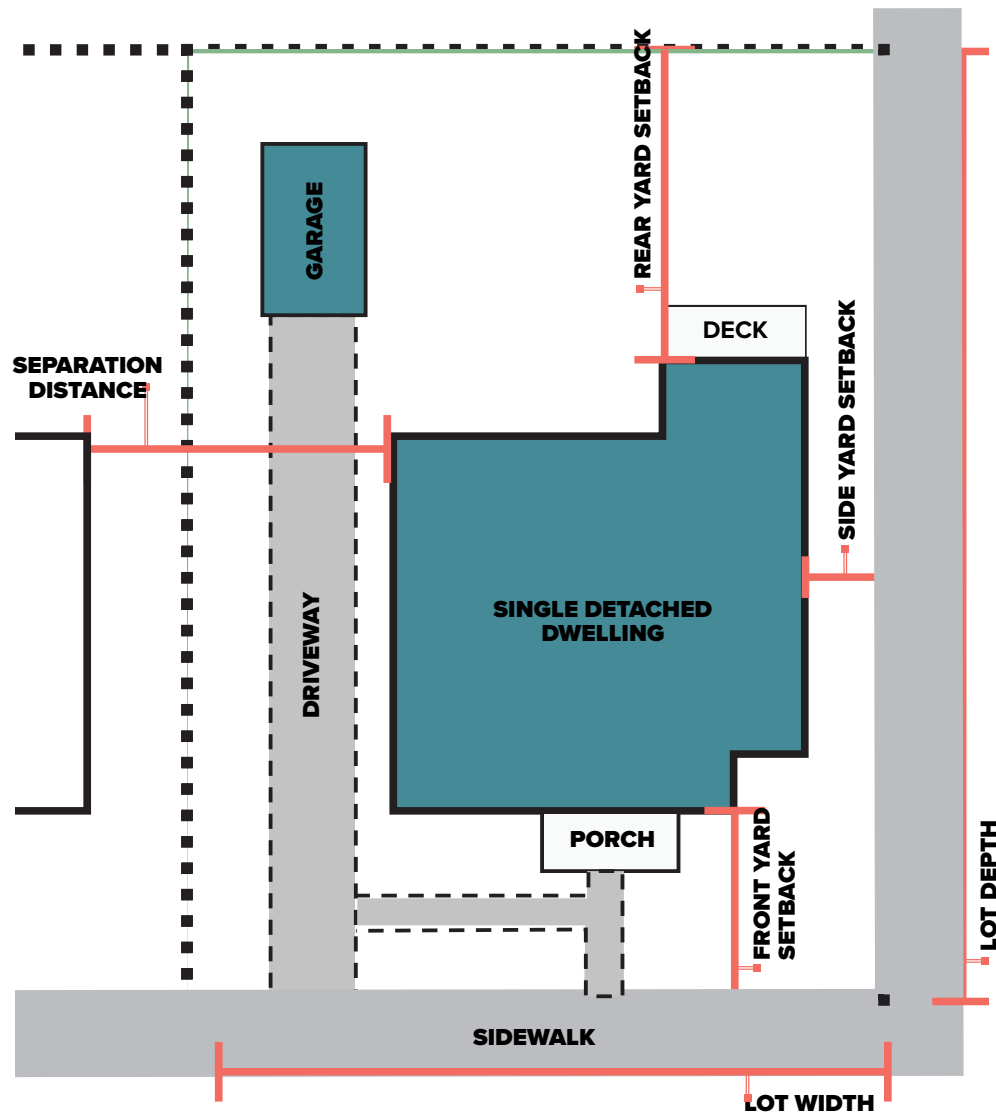 REAR YARD SETBACK
GARAGE
DECK
SEPARATION
DISTANCE
SIDE YARD SETBACK
DRIVEWAY
SINGLE DETACHED
DWELLING
PORCH
FRONT YARD
SETBACK
LOT DEPTH
SIDEWALK
LOT WIDTH